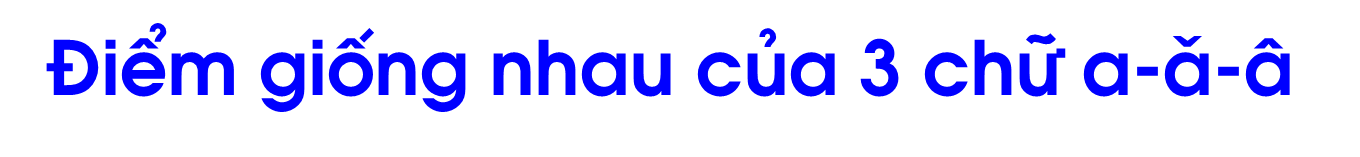 Điểm giống nhau của 3 chữ a-ă-â